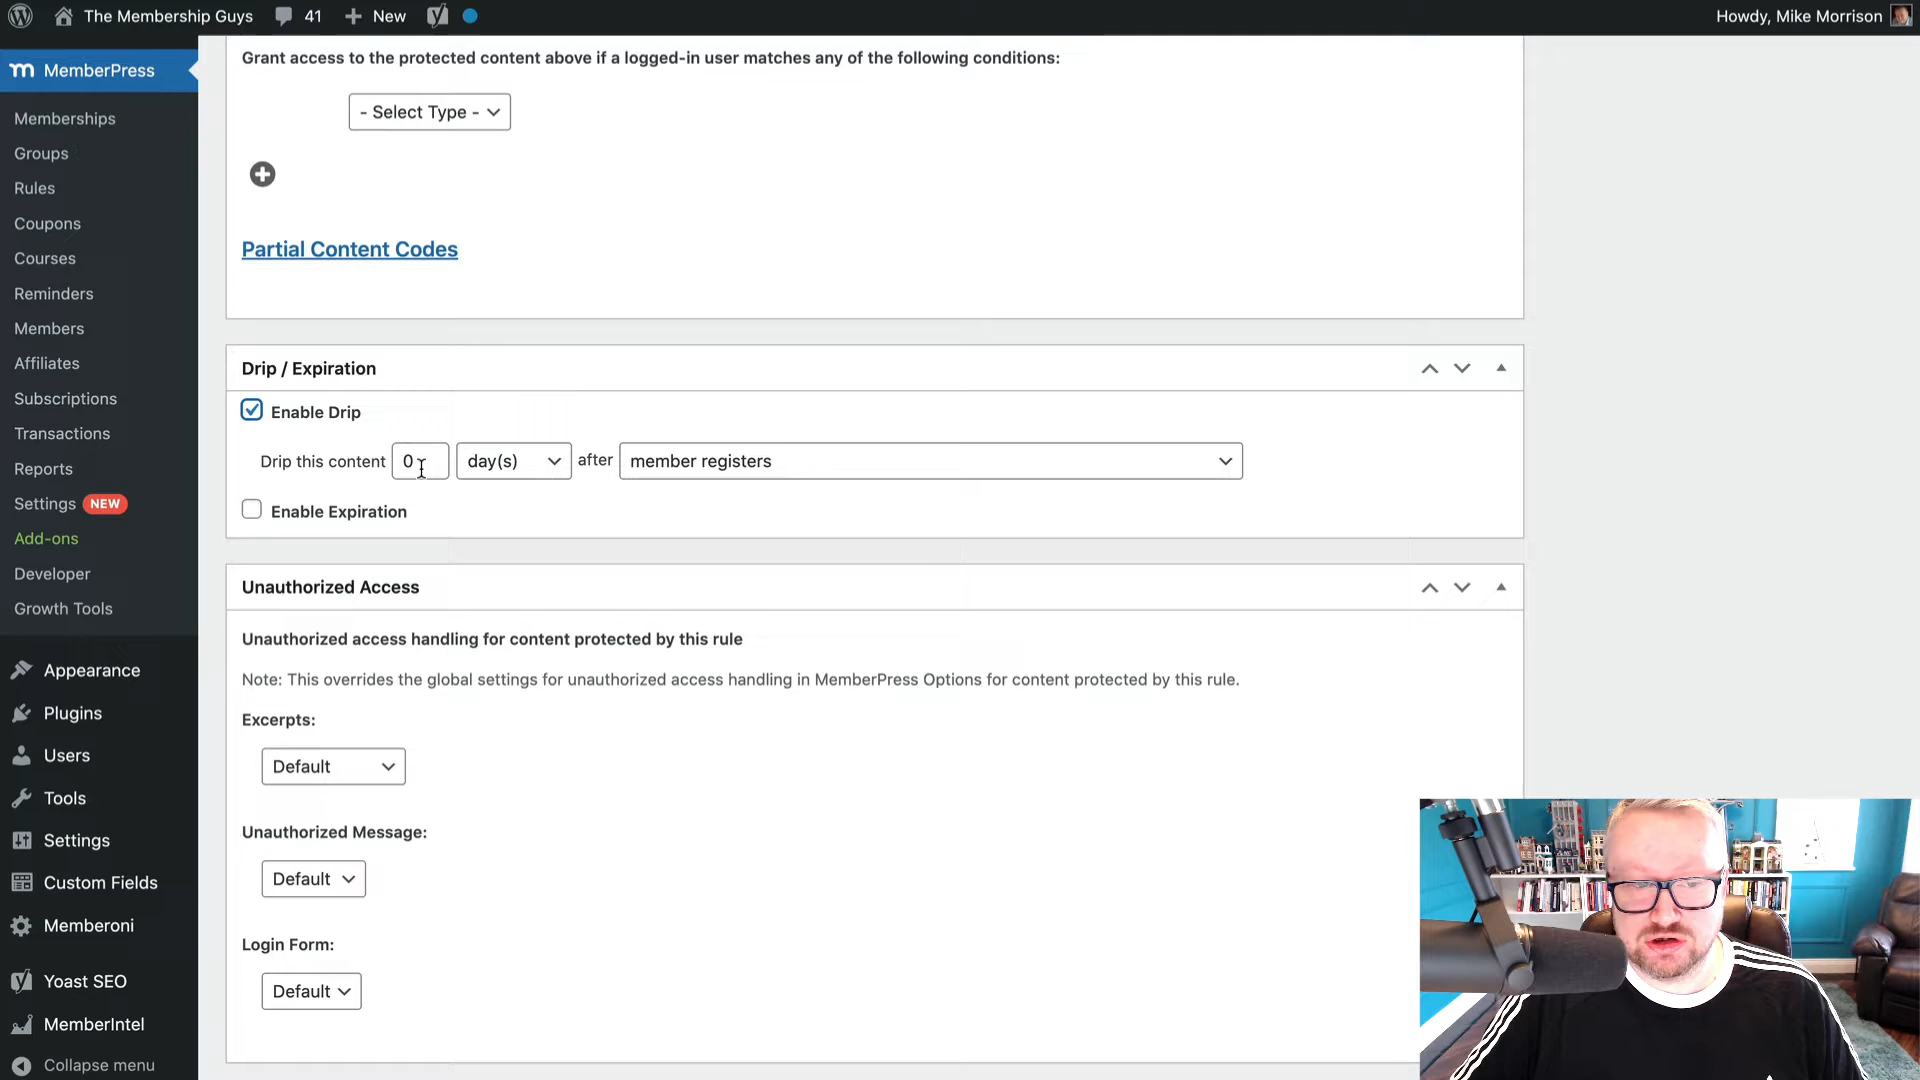 The Membership Guys 41 New Howdy, Mike Morrison
MemberPress
Memberships
Groups
Rules
Coupons
Courses
Reminders
Members
Affiliates
Subscriptions
Transactions
Reports
Settings NEW
Add-ons
Developer
Growth Tools
Appearance
Plugins
Users
Tools
Settings
Custom Fields
Memberoni
Yoast SEO
MemberIntel
Collapse menu
Grant access to the protected content above if a logged-in user matches any of the following conditions:
- Select Type -
Partial Content Codes
Drip / Expiration
Enable Drip
Drip this content 0 day(s) after member registers
Enable Expiration
Unauthorized Access
Unauthorized access handling for content protected by this rule
Note: This overrides the global settings for unauthorized access handling in MemberPress Options for content protected by this rule.
Excerpts:
Default
Unauthorized Message:
Default
Login Form:
Default